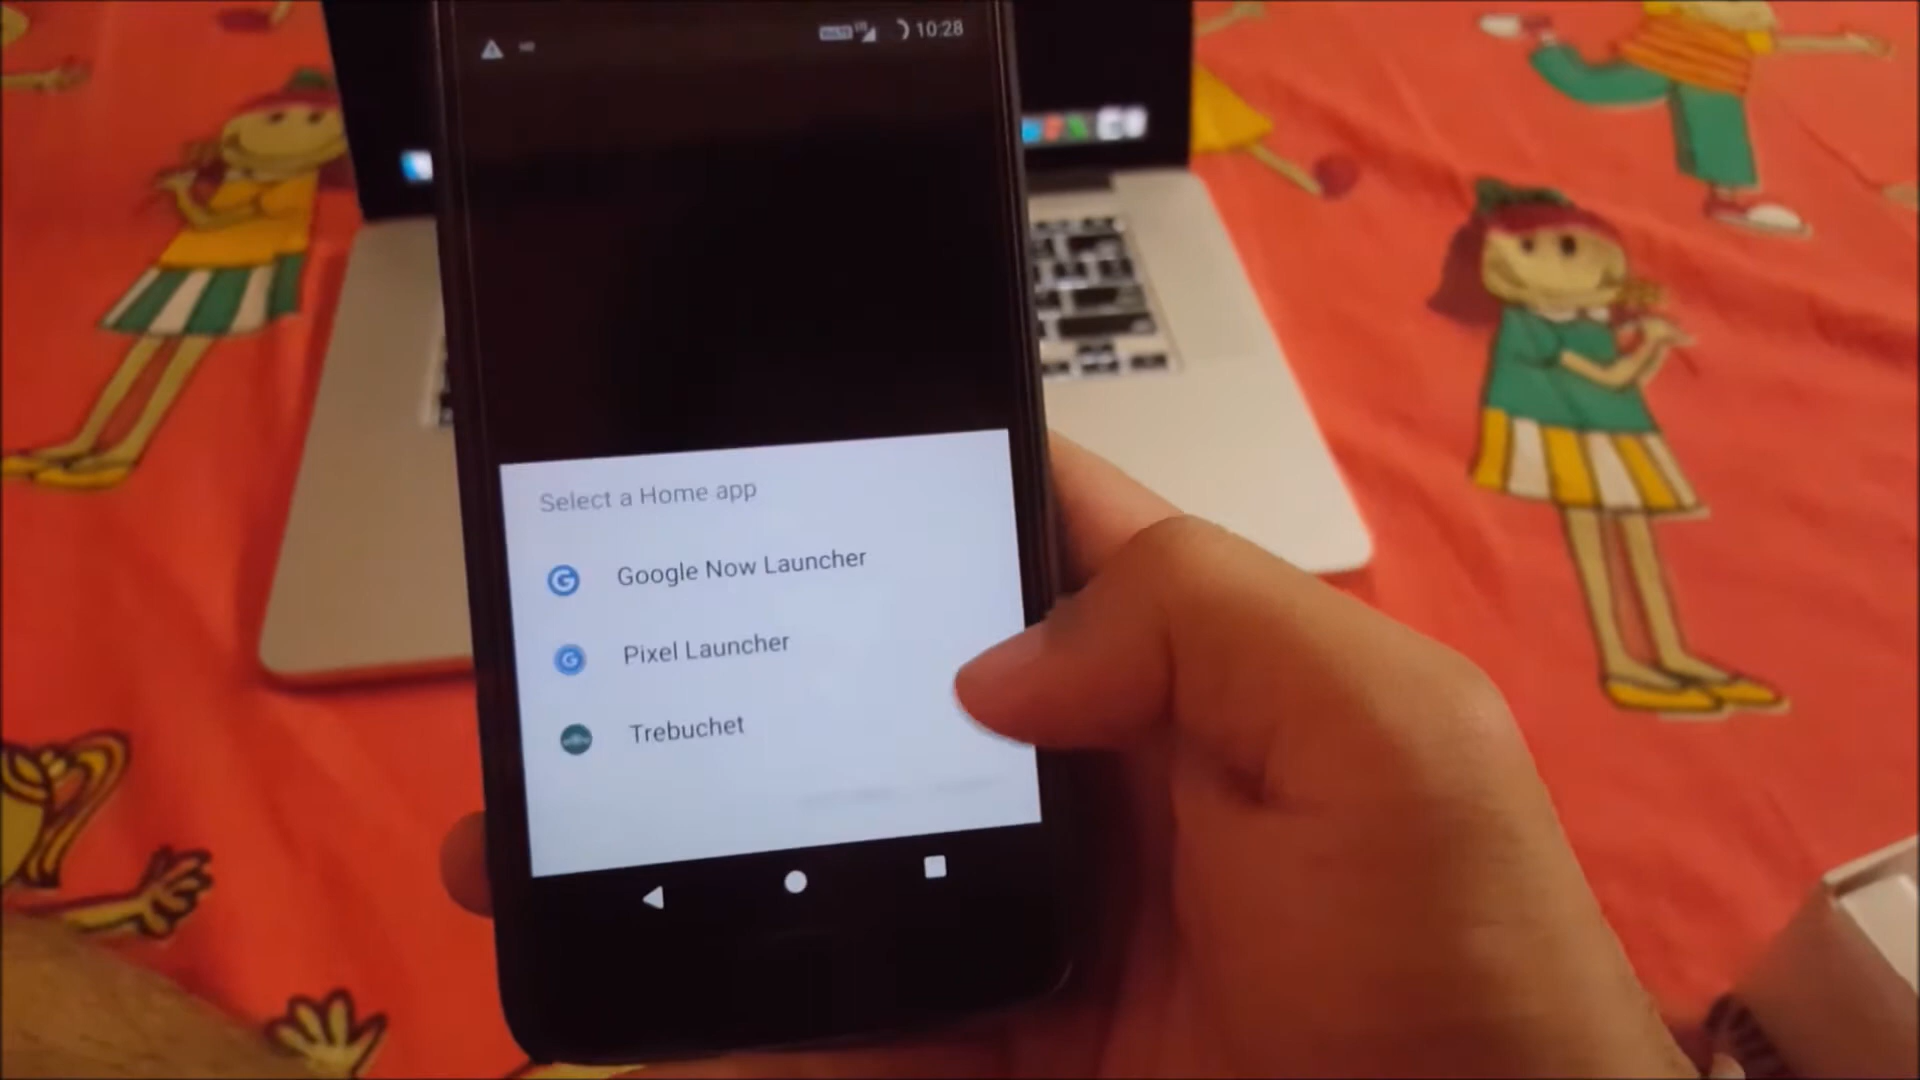 10:28
Select a Home app
Google Now Launcher
Pixel Launcher
Trebuchet